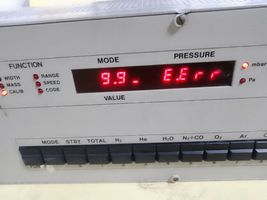 FUNCTION MODE PRESSURE
WIDTH RANGE
MASS SPEED
CALIB CODE
9.9_ E.Err
mbar
Pa
VALUE
MODE STBY TOTAL H₂ He H₂O N₂+CO O₂ Ar